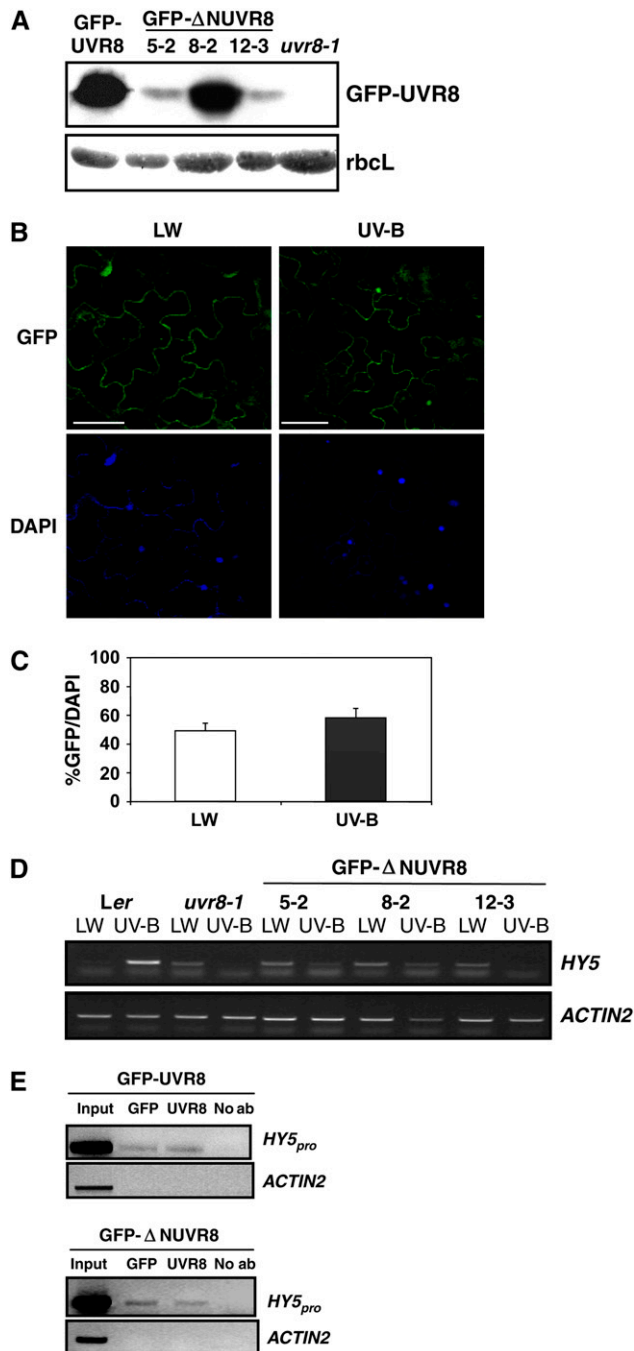 A
GFP-UVR8
GFP-ΔNUVR8
5-2 8-2 12-3 uvr8-1
GFP-UVR8
rbcL
B
LW UV-B
GFP
DAPI
C
%GFP/DAPI
100
80
60
40
20
0
LW UV-B
D
GFP-ΔNUVR8
Ler uvr8-1 5-2 8-2 12-3
LW UV-B LW UV-B LW UV-B LW UV-B LW UV-B
HY5
ACTIN2
E
GFP-UVR8
Input GFP UVR8 No ab
HY5pro
ACTIN2
GFP-ΔNUVR8
Input GFP UVR8 No ab
HY5pro
ACTIN2